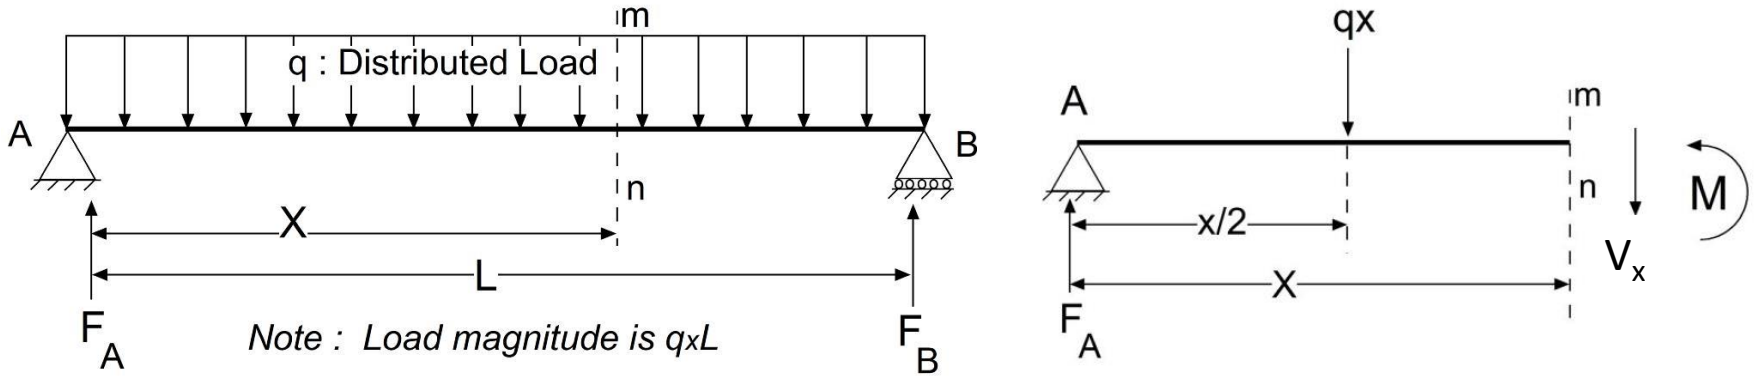 m
q : Distributed Load
A
B
n
X
L
F
A
Note : Load magnitude is qxL
F
B
qx
A
m
n
M
x/2
V
x
X
F
A